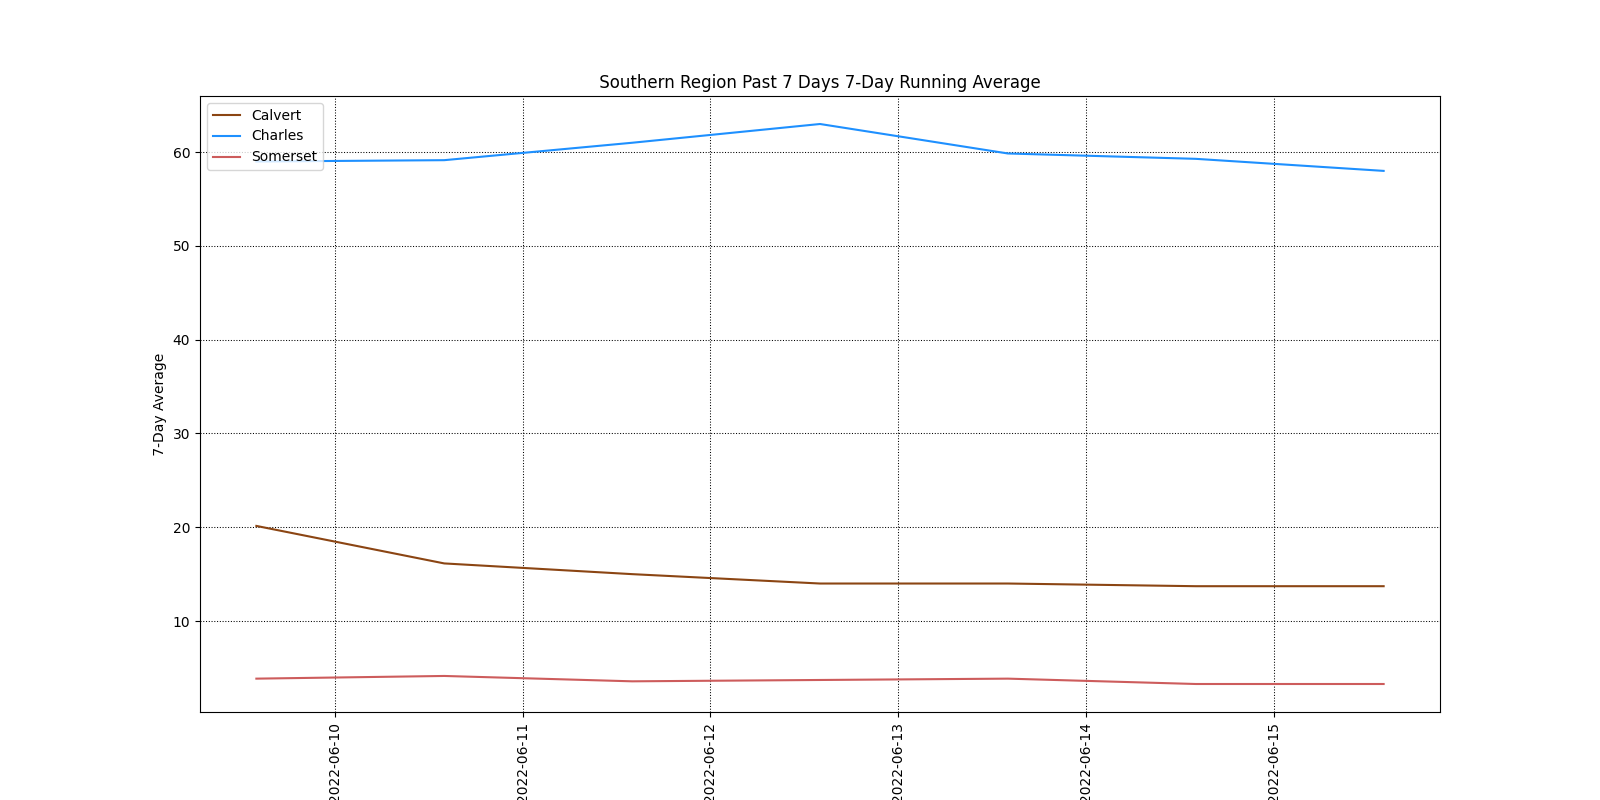 Southern Region Past 7 Days 7-Day Running Average
Calvert
Charles
Somerset
7-Day Average
60
50
40
30
20
10
2022-06-10
2022-06-11
2022-06-12
2022-06-13
2022-06-14
2022-06-15